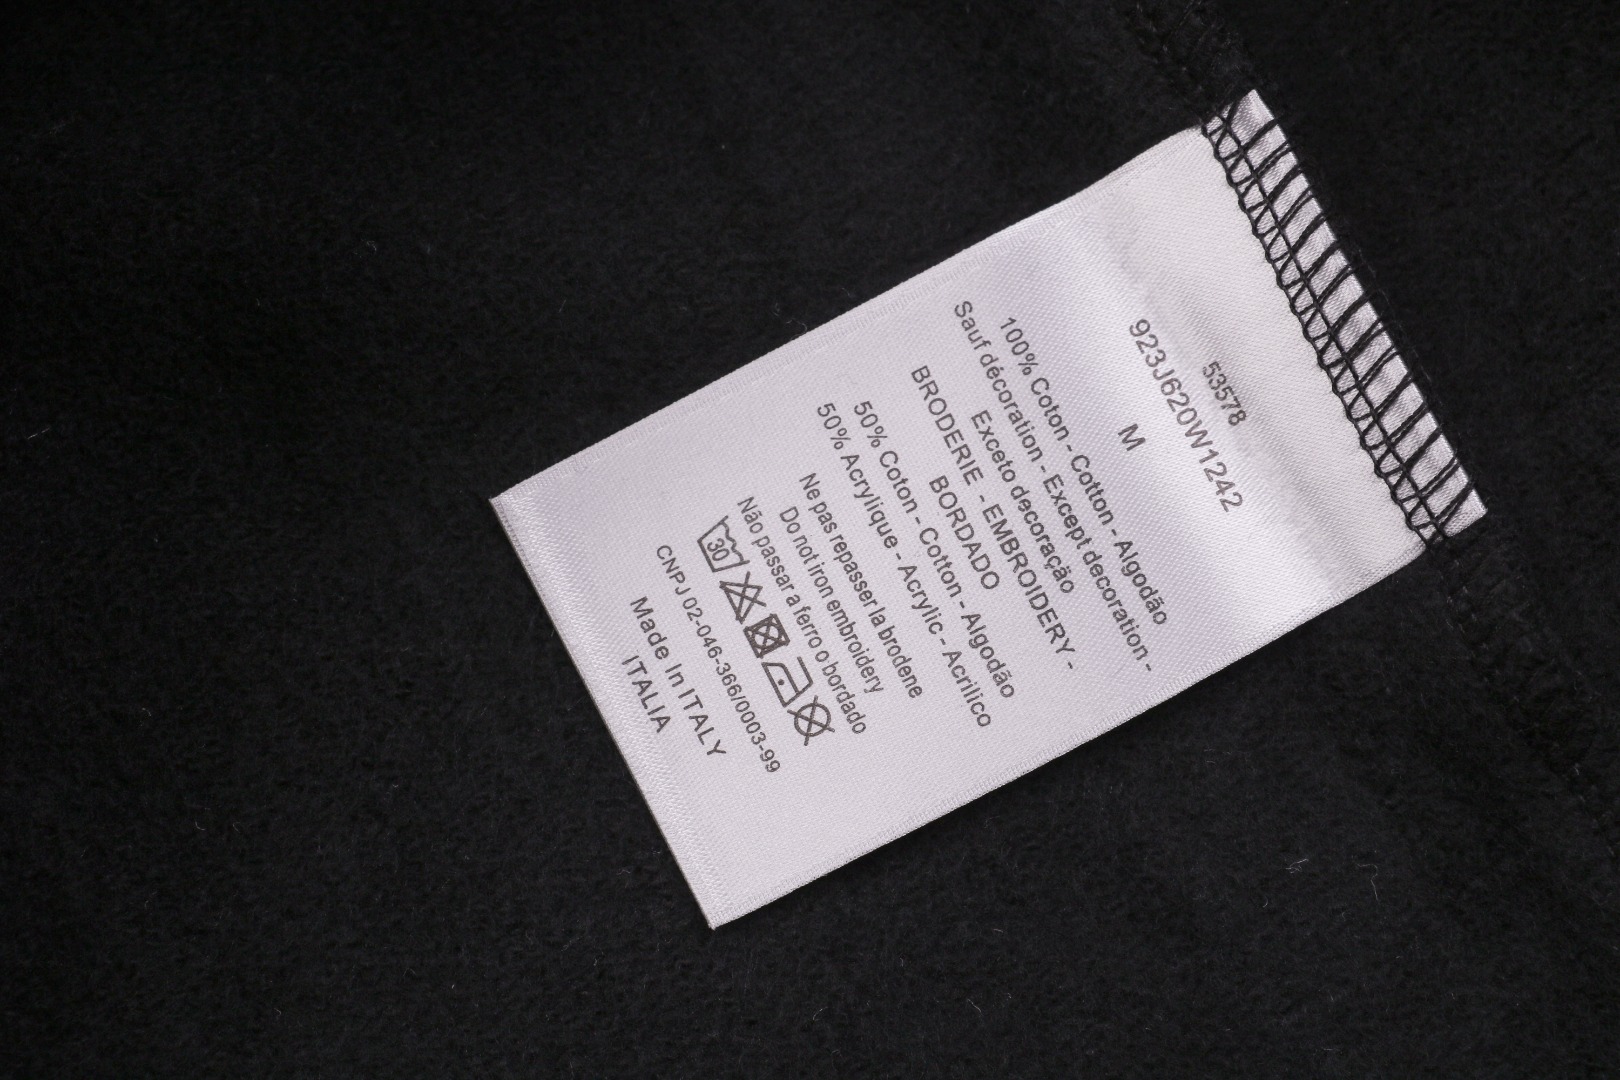 53578
923J620W1242
M
100% Coton - Cotton - Algodão
Sauf décoration - Except decoration -
Exceto decoração
BRODERIE - EMBROIDERY -
BORDADO
50% Coton - Cotton - Algodão
50% Acrylique - Acrylic - Acrilico
Ne pas repasser la brodene
Do not iron embroidery
Não passar a ferro o bordado
30
CNPJ 02-046-366/0003-99
Made In ITALY
ITALIA